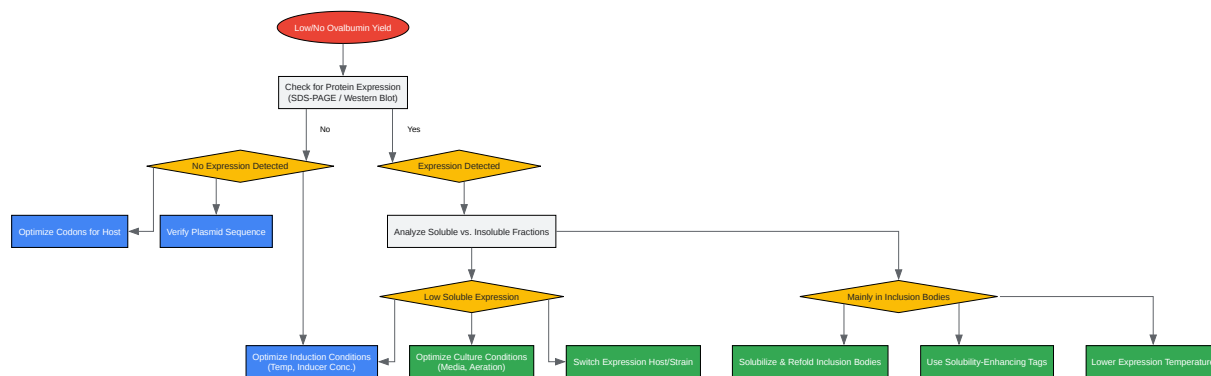 Low/No Ovalbumin Yield
Check for Protein Expression
(SDS-PAGE / Western Blot)
No
Yes
No Expression Detected
Expression Detected
Optimize Codons for Host
Verify Plasmid Sequence
Analyze Soluble vs. Insoluble Fractions
Low Soluble Expression
Mainly in Inclusion Bodies
Optimize Induction Conditions
(Temp, Inducer Conc.)
Optimize Culture Conditions
(Media, Aeration)
Switch Expression Host/Strain
Solubilize & Refold Inclusion Bodies
Use Solubility-Enhancing Tags
Lower Expression Temperature